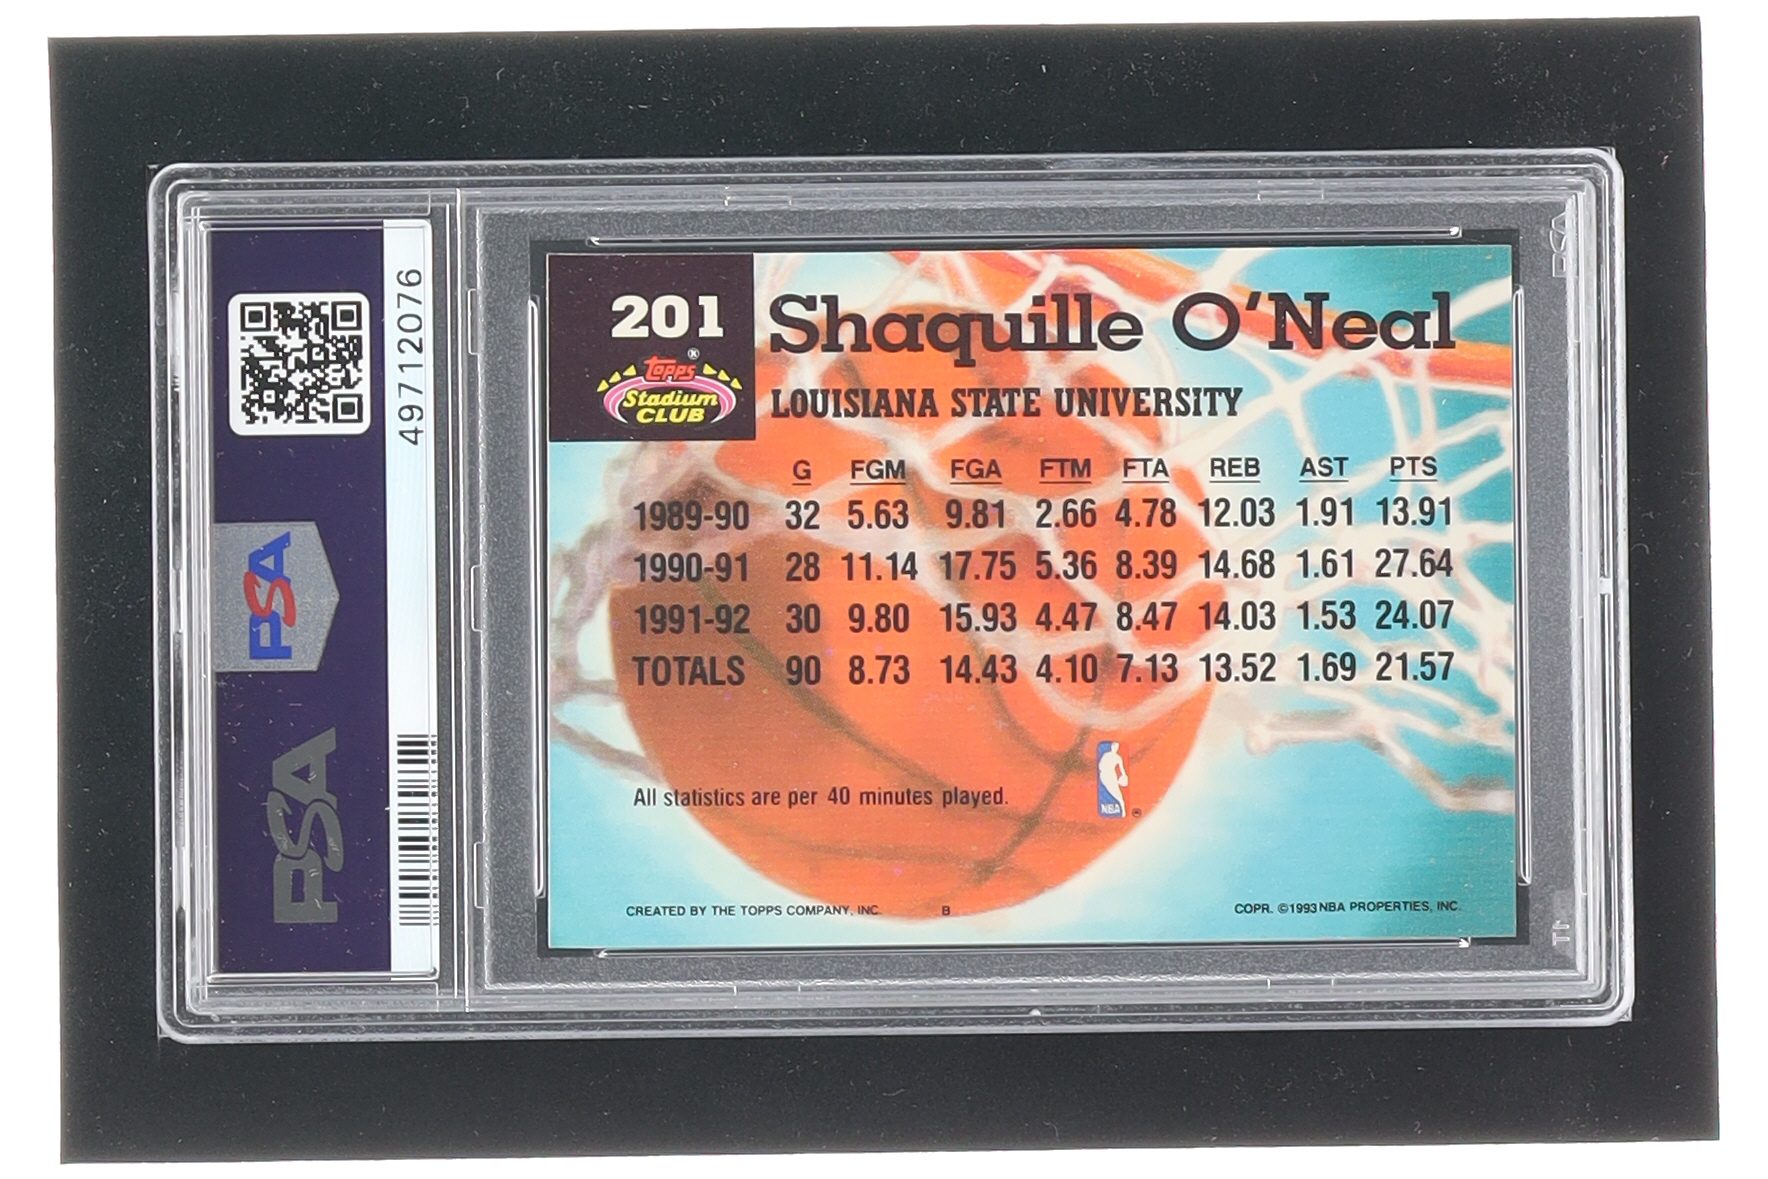 49712076
PSA
PSA
201
Topps®
Stadium
CLUB
Shaquille O'Neal
LOUISIANA STATE UNIVERSITY
G FGM FGA FTM FTA REB AST PTS
1989-90 32 5.63 9.81 2.66 4.78 12.03 1.91 13.91
1990-91 28 11.14 17.75 5.36 8.39 14.68 1.61 27.64
1991-92 30 9.80 15.93 4.47 8.47 14.03 1.53 24.07
TOTALS 90 8.73 14.43 4.10 7.13 13.52 1.69 21.57
All statistics are per 40 minutes played.
NBA ®
CREATED BY THE TOPPS COMPANY, INC. B COPR. ©1993 NBA PROPERTIES, INC.
PSA